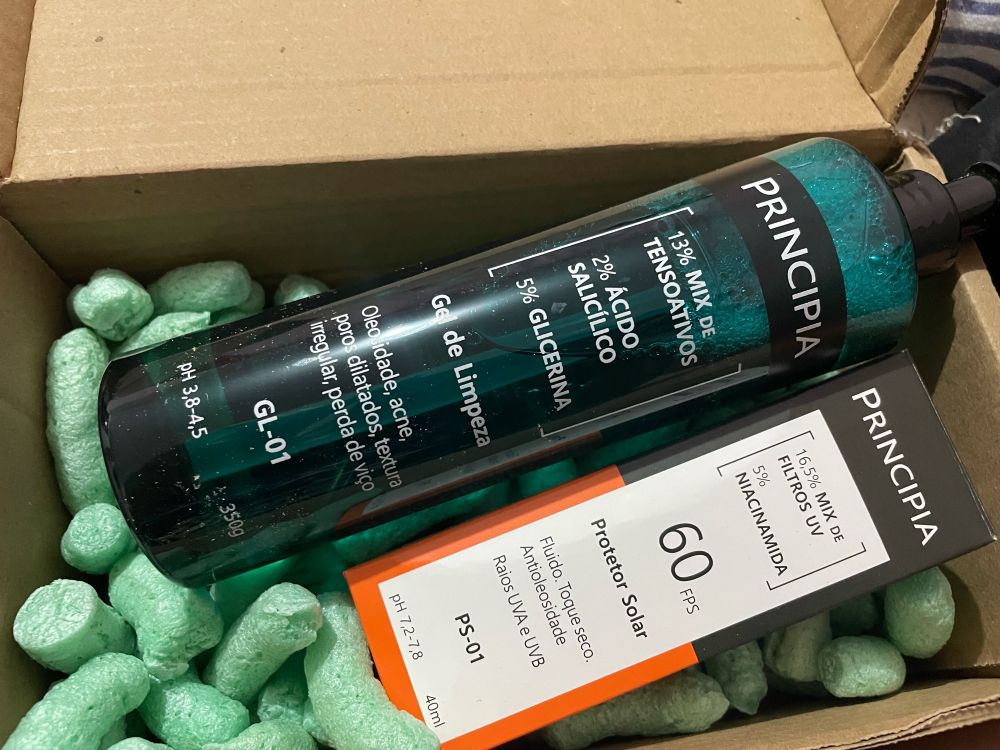 PRINCIPIA
13% MIX DE
TENSOATIVOS
2% ÁCIDO
SALICÍLICO
5% GLICERINA
Gel de Limpeza
Oleosidade, acne,
poros dilatados, textura
irregular, perda de viço
GL-01
pH 3,8-4,5
350g
PRINCIPIA
16,5% MIX DE
FILTROS UV
5%
NIACINAMIDA
60
FPS
Protetor Solar
Fluido. Toque seco.
Antioleosidade
Raios UVA e UVB
PS-01
pH 7,2-7,8
40ml